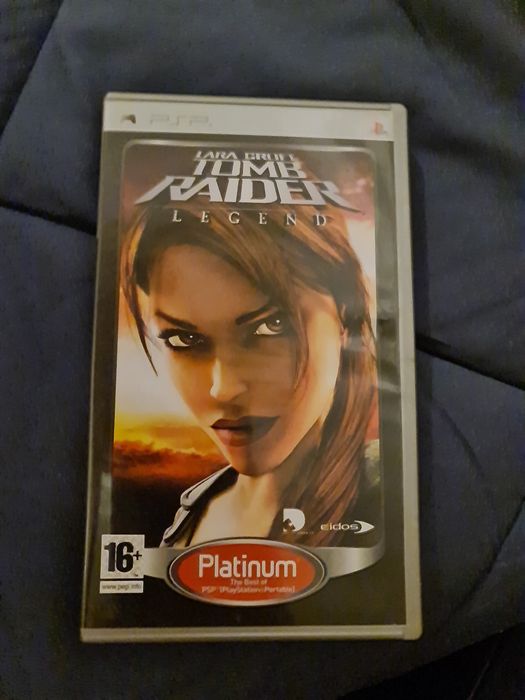 PSP
LARA CROFT
TOMB
RAIDER
LEGEND
eidos
16+
www.pegi.info
Platinum
The Best of
PSP (PlayStation®Portable)